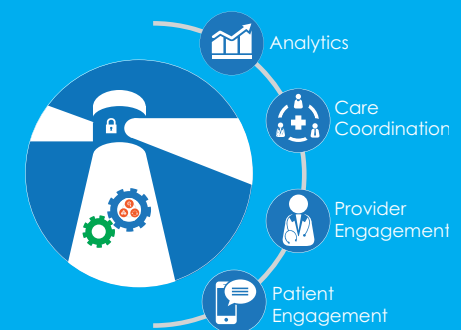 Analytics
Care
Coordination
Provider
Engagement
Patient
Engagement